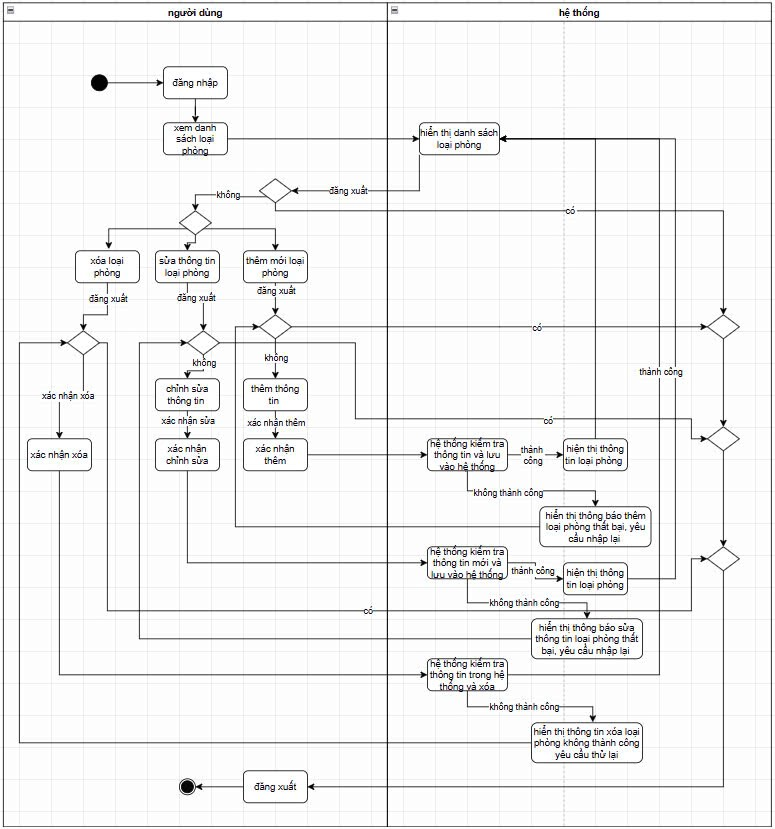 người dùng
hệ thống
đăng nhập
xem danh
sách loại
phòng
hiển thị danh sách
loại phòng
đăng xuất
không
có
xóa loại
phòng
sửa thông tin
loại phòng
thêm mới loại
phòng
đăng xuất
đăng xuất
đăng xuất
có
không
không
thành công
chỉnh sửa
thông tin
thêm thông
tin
xác nhận xóa
xác nhận sửa
xác nhận thêm
có
xác nhận xóa
xác nhận
chỉnh sửa
xác nhận
thêm
hệ thống kiểm tra
thông tin và lưu
vào hệ thống
thành
công
hiện thị thông
tin loại phòng
không thành công
hiển thị thông báo thêm
loại phòng thất bại, yêu
cầu nhập lại
hệ thống kiểm tra
thông tin mới và
lưu vào hệ thống
thành công
hiện thị thông
tin loại phòng
không thành công
có
hiển thị thông báo sửa
thông tin loại phòng thất
bại, yêu cầu nhập lại
hệ thống kiểm tra
thông tin trong hệ
thống và xóa
không thành công
hiển thị thông tin xóa loại
phòng không thành công
yêu cầu thử lại
đăng xuất